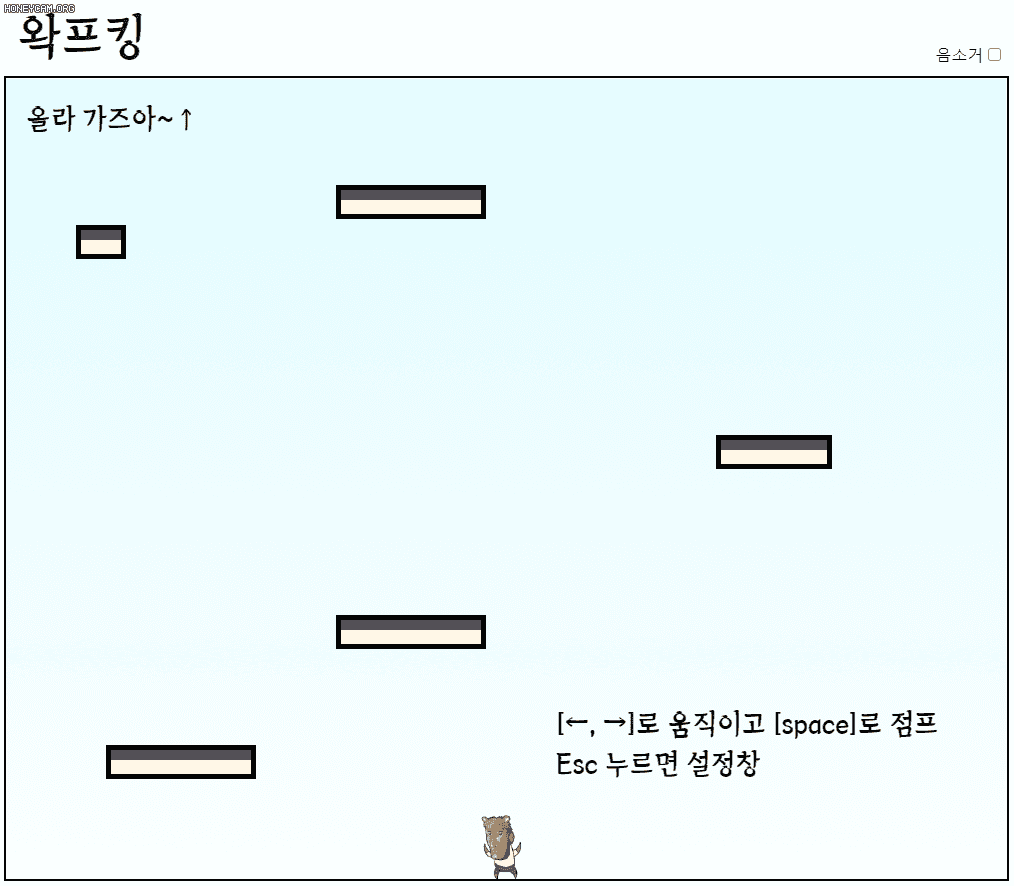 HONEYCAM.ORG
왁프킹
음소거
올라 가즈아~↑
[←, →]로 움직이고 [space]로 점프
Esc 누르면 설정창